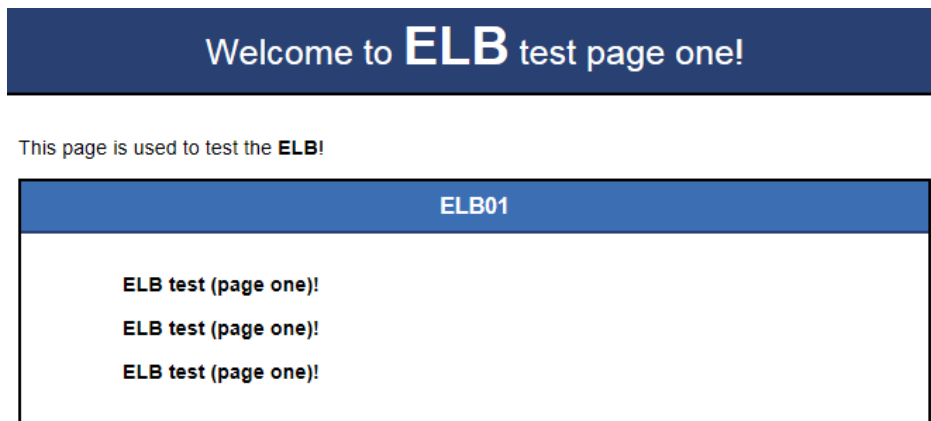 Welcome to ELB test page one!
This page is used to test the ELB!
ELB01
ELB test (page one)!
ELB test (page one)!
ELB test (page one)!